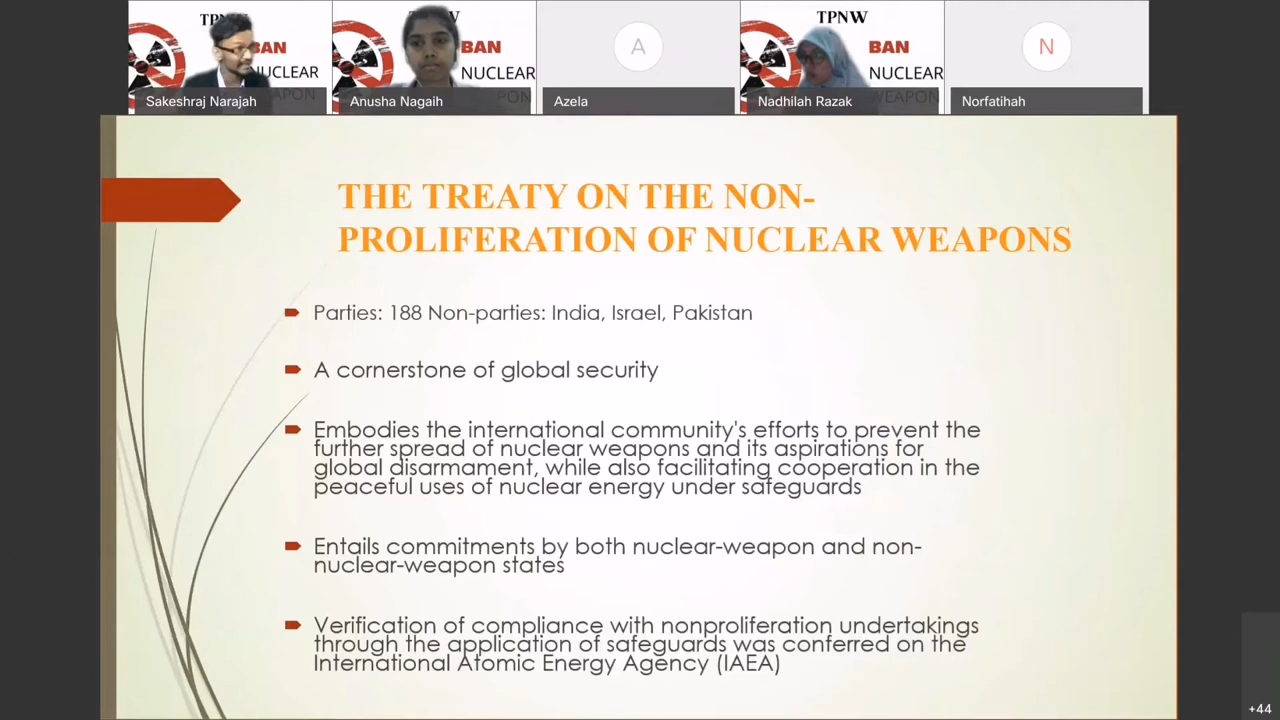 TPNW
BAN
NUCLEAR
WEAPON
Sakeshraj Narajah
W
NUCLEAR
WEAPON
Anusha Nagaih
A
Azela
TPNW
BAN
NUCLEAR
WEAPON
Nadhilah Razak
N
Norfatihah
THE TREATY ON THE NON-
PROLIFERATION OF NUCLEAR WEAPONS
Parties: 188 Non-parties: India, Israel, Pakistan
A cornerstone of global security
Embodies the international community's efforts to prevent the
further spread of nuclear weapons and its aspirations for
global disarmament, while also facilitating cooperation in the
peaceful uses of nuclear energy under safeguards
Entails commitments by both nuclear-weapon and non-
nuclear-weapon states
Verification of compliance with nonproliferation undertakings
through the application of safeguards was conferred on the
International Atomic Energy Agency (IAEA)
+44